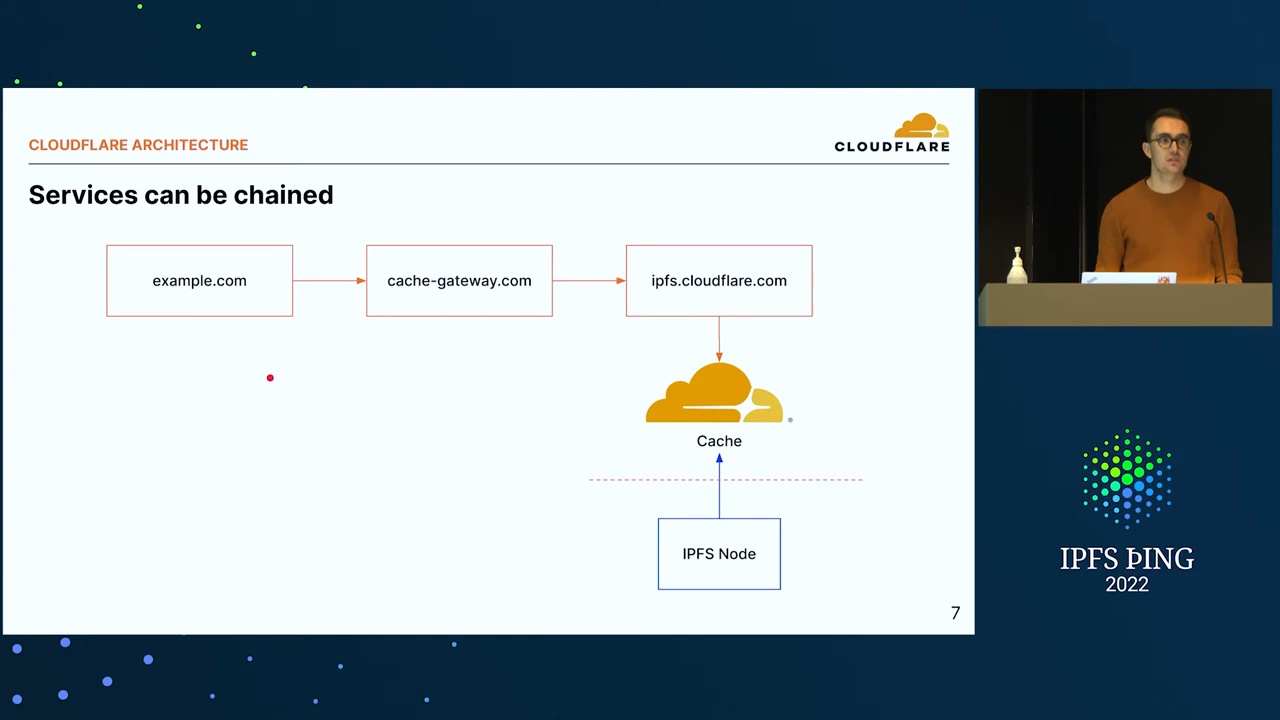 CLOUDFLARE ARCHITECTURE
CLOUDFLARE
Services can be chained
example.com
cache-gateway.com
ipfs.cloudflare.com
®
Cache
IPFS Node
7
IPFS ÞING
2022